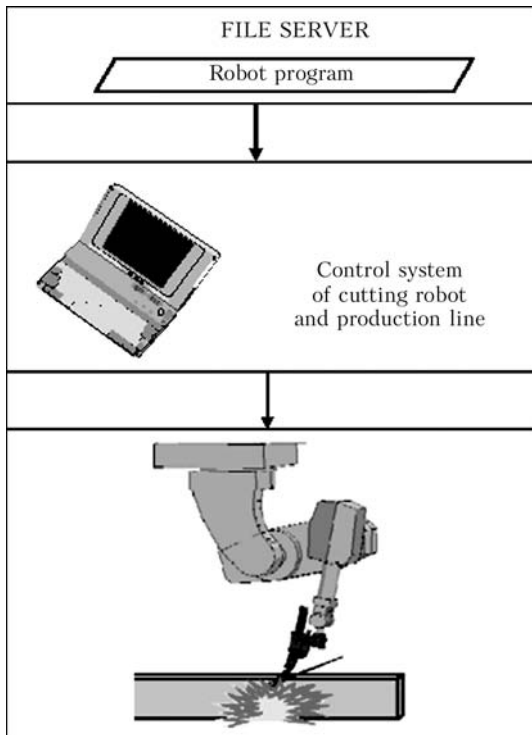 FILE SERVER
Robot program
Control system
of cutting robot
and production line